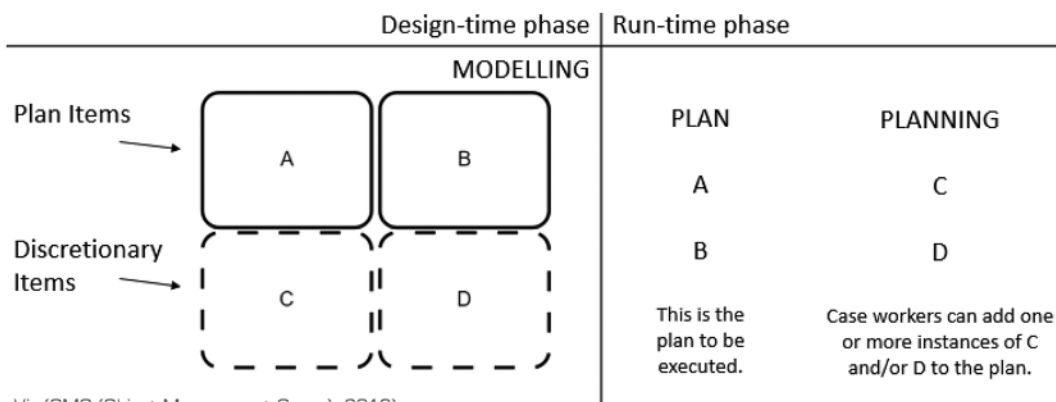 Design-time phase
Run-time phase
MODELLING
Plan Items
A
B
Discretionary
Items
C
D
PLAN
PLANNING
A
C
B
D
This is the
plan to be
executed.
Case workers can add one
or more instances of C
and/or D to the plan.